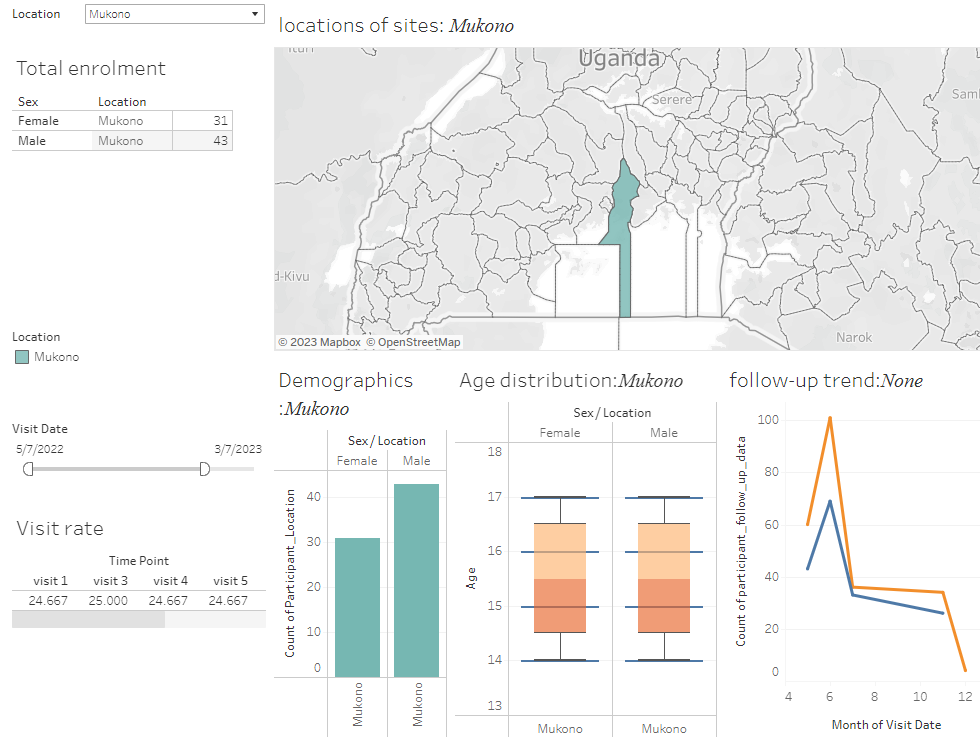 Location
Mukono
Total enrolment
Sex Location
Female Mukono 31
Male Mukono 43
Location
Mukono
Visit Date
5/7/2022 3/7/2023
Visit rate
Time Point
visit 1 visit 3 visit 4 visit 5
24.667 25.000 24.667 24.667
locations of sites: Mukono
Ituri
Uganda
Serere
d-Kivu
Narok
© 2023 Mapbox © OpenStreetMap
Demographics
:Mukono
Sex / Location
Female Male
Count of Participant_Location
40
30
20
10
0
Mukono Mukono
Age distribution:Mukono
Sex / Location
Female Male
Age
18
17
16
15
14
13
Mukono Mukono
follow-up trend:None
Count of participant_follow_up_data
100
80
60
40
20
0
4 6 8 10 12
Month of Visit Date